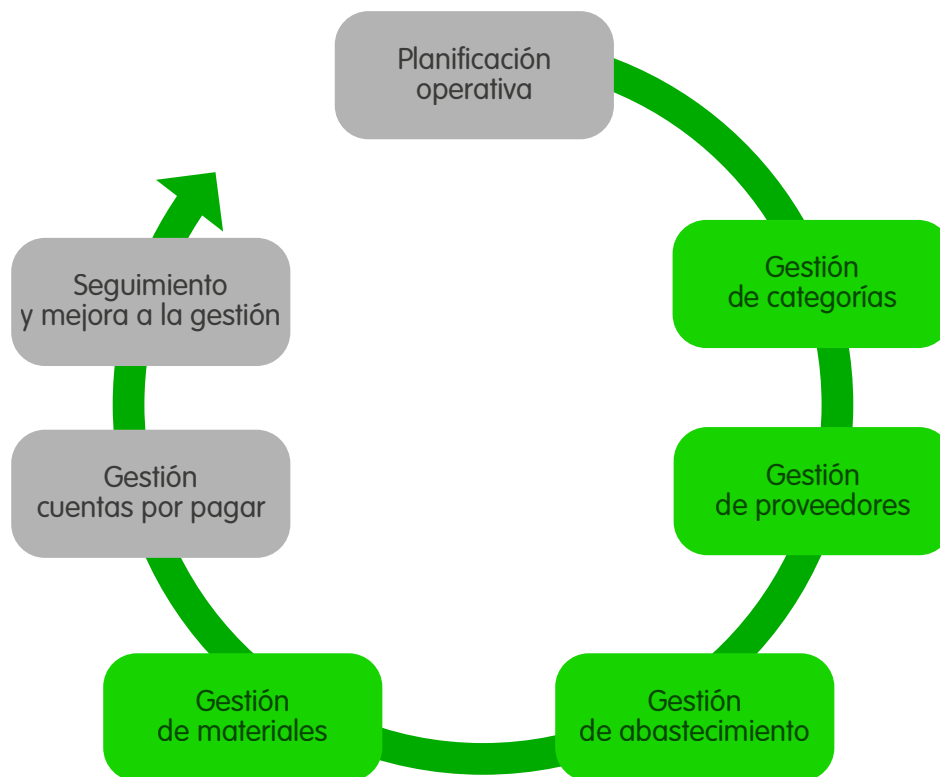 Planificación
operativa
Gestión
de categorías
Gestión
de proveedores
Gestión
de abastecimiento
Gestión
de materiales
Gestión
cuentas por pagar
Seguimiento
y mejora a la gestión